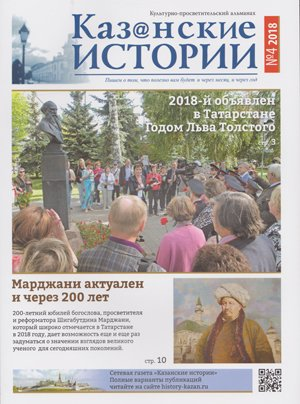 Культурно-просветительский альманах
Каз@нские
ИСТОРИИ
№4 2018
Пишем о том, что полезно вам будет и через месяц, и через год
2018-й объявлен
в Татарстане
Годом Льва Толстого
стр. 3
Марджани актуален
и через 200 лет
200-летний юбилей богослова, просветителя
и реформатора Шигабутдина Марджани,
который широко отмечается в Татарстане
в 2018 году, дает возможность еще и еще раз
задуматься о значении взглядов великого
ученого для сегодняшних поколений.
стр. 10
Сетевая газета «Казанские истории»
Полные варианты публикаций
читайте на сайте history-kazan.ru